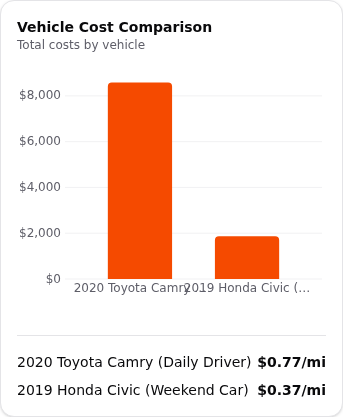 Vehicle Cost Comparison
Total costs by vehicle
$8,000
$6,000
$4,000
$2,000
$0
2020 Toyota Camry 2019 Honda Civic (…
2020 Toyota Camry (Daily Driver) $0.77/mi
2019 Honda Civic (Weekend Car) $0.37/mi